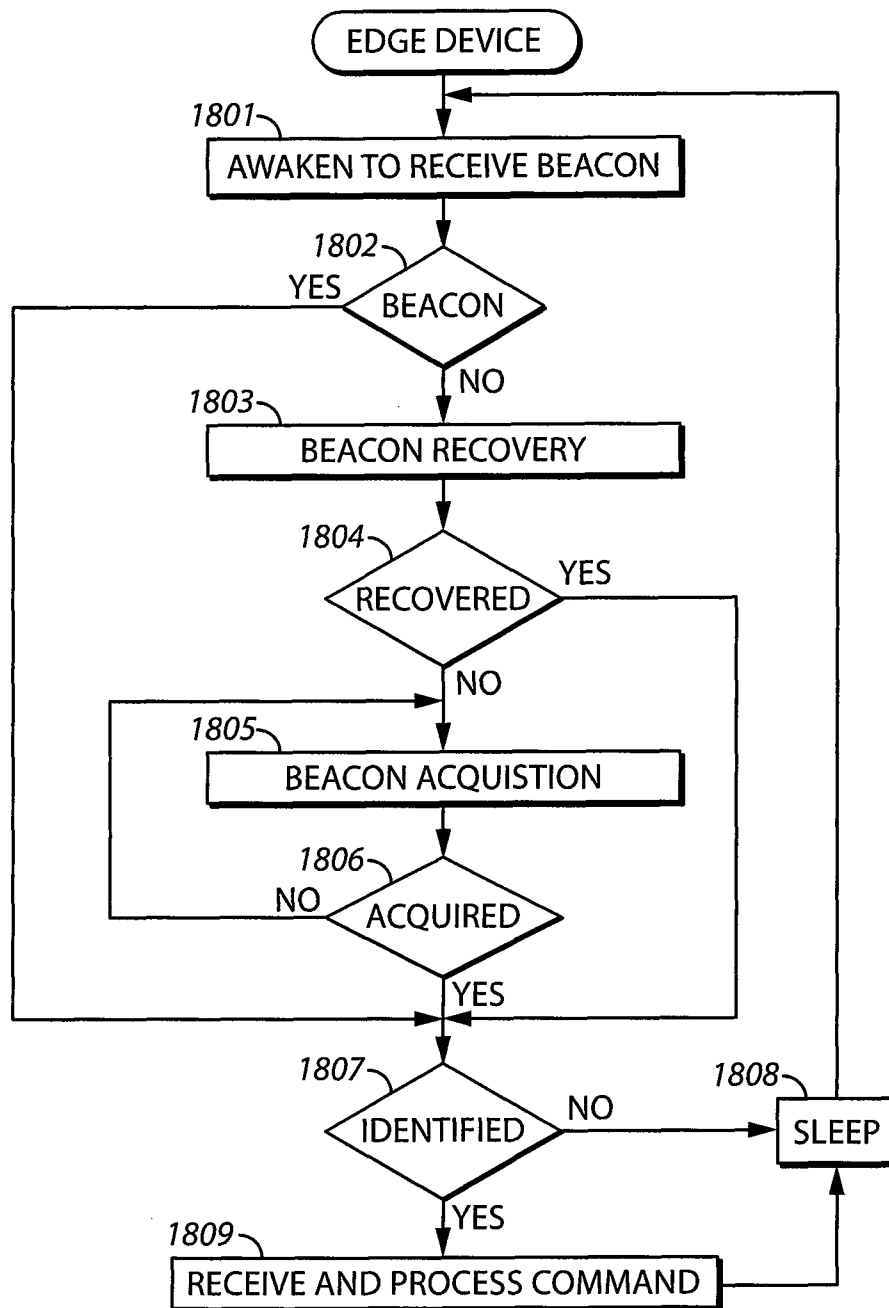 EDGE DEVICE
1801
AWAKEN TO RECEIVE BEACON
1802
YES
BEACON
NO
1803
BEACON RECOVERY
1804
YES
RECOVERED
NO
1805
BEACON ACQUISTION
1806
NO
ACQUIRED
YES
1807
NO
1808
IDENTIFIED
SLEEP
YES
1809
RECEIVE AND PROCESS COMMAND